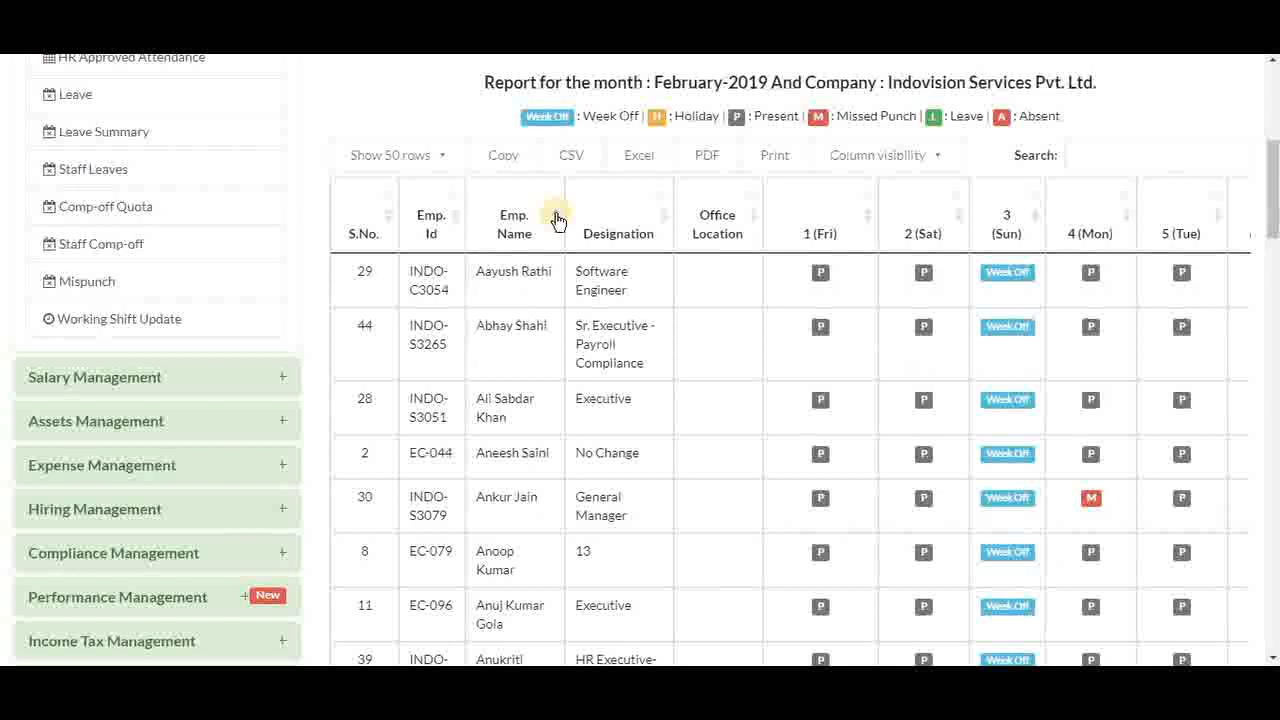 HR Approved Attendance
Leave
Leave Summary
Staff Leaves
Comp-off Quota
Staff Comp-off
Mispunch
Working Shift Update
Salary Management +
Assets Management +
Expense Management +
Hiring Management +
Compliance Management +
Performance Management + New
Income Tax Management +
Report for the month : February-2019 And Company : Indovision Services Pvt. Ltd.
Week Off : Week Off | H : Holiday | P : Present | M : Missed Punch | L : Leave | A : Absent
Show 50 rows Copy CSV Excel PDF Print Column visibility Search:
S.No. Emp. Id Emp. Name Designation Office Location 1 (Fri) 2 (Sat) 3 (Sun) 4 (Mon) 5 (Tue)
29 INDO-C3054 Aayush Rathi Software Engineer P P Week Off P P
44 INDO-S3265 Abhay Shahi Sr. Executive - Payroll Compliance P P Week Off P P
28 INDO-S3051 Ali Sabdar Khan Executive P P Week Off P P
2 EC-044 Aneesh Saini No Change P P Week Off P P
30 INDO-S3079 Ankur Jain General Manager P P Week Off M P
8 EC-079 Anoop Kumar 13 P P Week Off P P
11 EC-096 Anuj Kumar Gola Executive P P Week Off P P
39 INDO- Anukriti HR Executive- P P Week Off P P